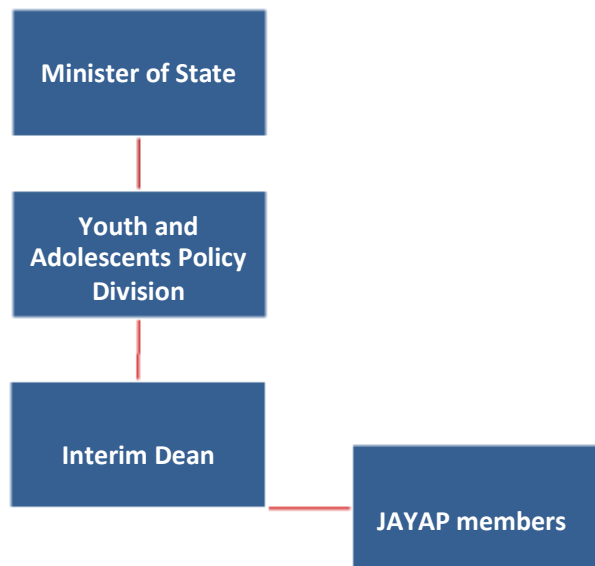 Minister of State
Youth and
Adolescents Policy
Division
Interim Dean
JAYAP members